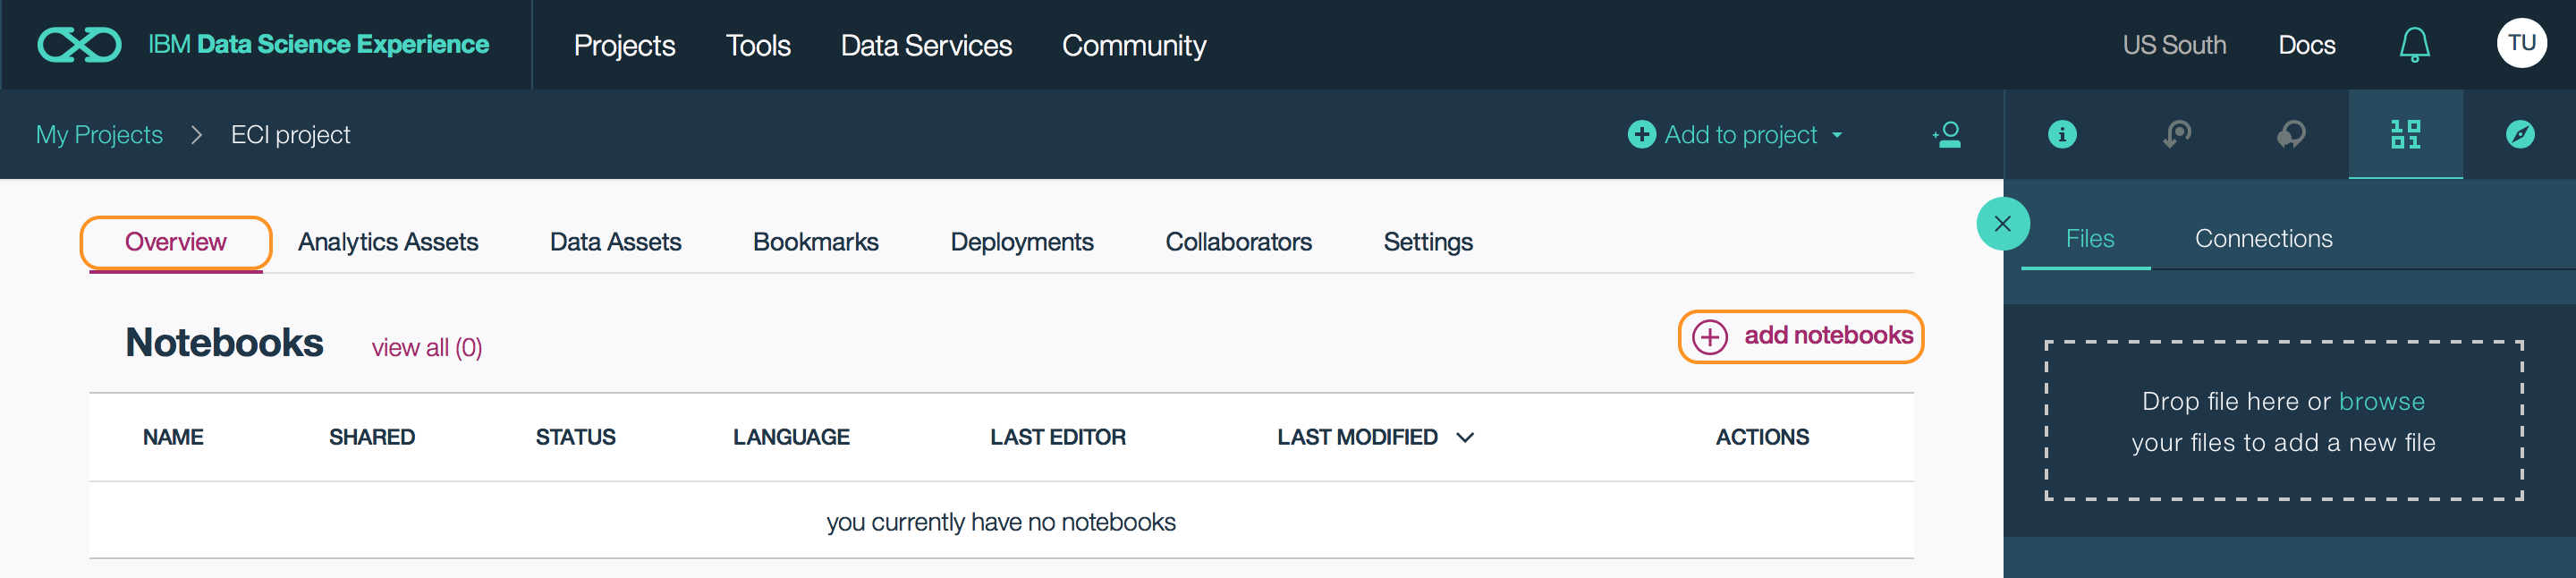 IBM Data Science Experience
Projects
Tools
Data Services
Community
US South
Docs
TU
My Projects
ECI project
Add to project
Overview
Analytics Assets
Data Assets
Bookmarks
Deployments
Collaborators
Settings
Files
Connections
Notebooks
view all (0)
add notebooks
NAME
SHARED
STATUS
LANGUAGE
LAST EDITOR
LAST MODIFIED
ACTIONS
you currently have no notebooks
Drop file here or browse
your files to add a new file